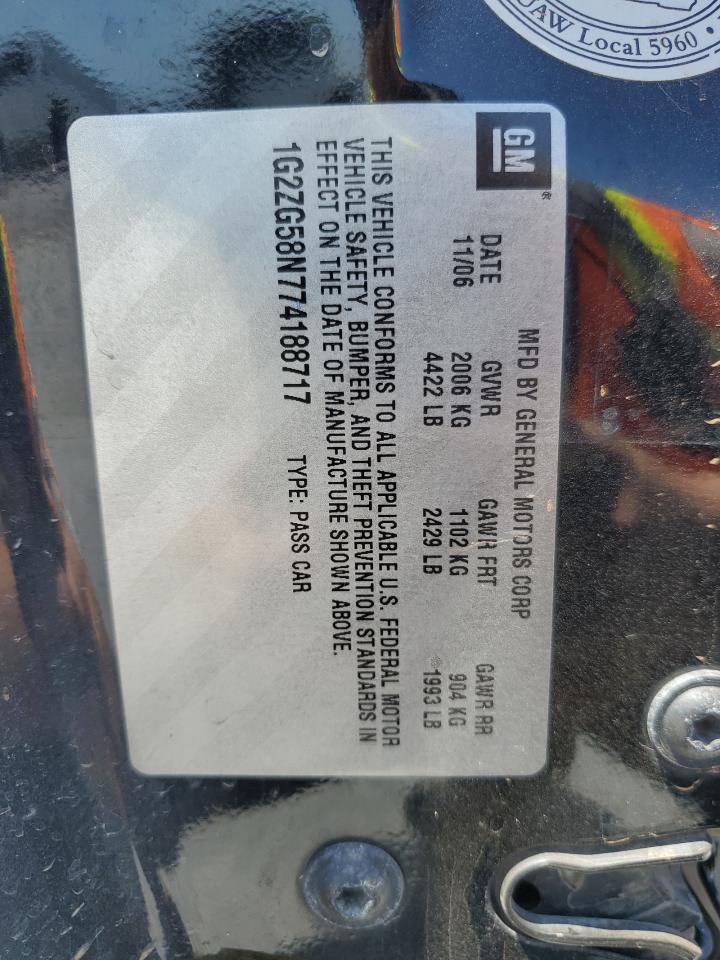 UAW Local 5960 •
GM®
MFD BY GENERAL MOTORS CORP
DATE GVWR GAWR FRT GAWR RR
11/06 2006 KG 1102 KG 904 KG
4422 LB 2429 LB 1993 LB
THIS VEHICLE CONFORMS TO ALL APPLICABLE U.S. FEDERAL MOTOR
VEHICLE SAFETY, BUMPER, AND THEFT PREVENTION STANDARDS IN
EFFECT ON THE DATE OF MANUFACTURE SHOWN ABOVE.
1G2ZG58N774188717 TYPE: PASS CAR